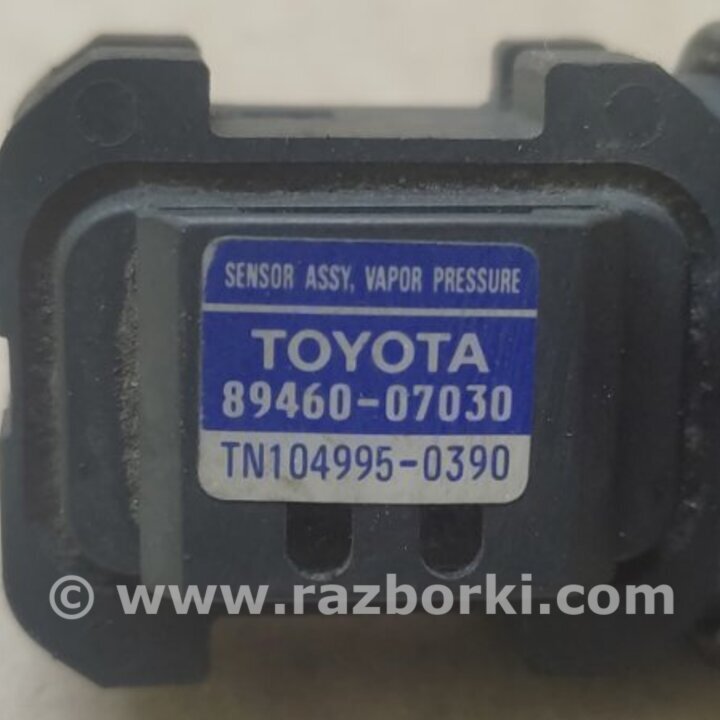 SENSOR ASSY, VAPOR PRESSURE
TOYOTA
89460-07030
TN104995-0390
© www.razborki.com